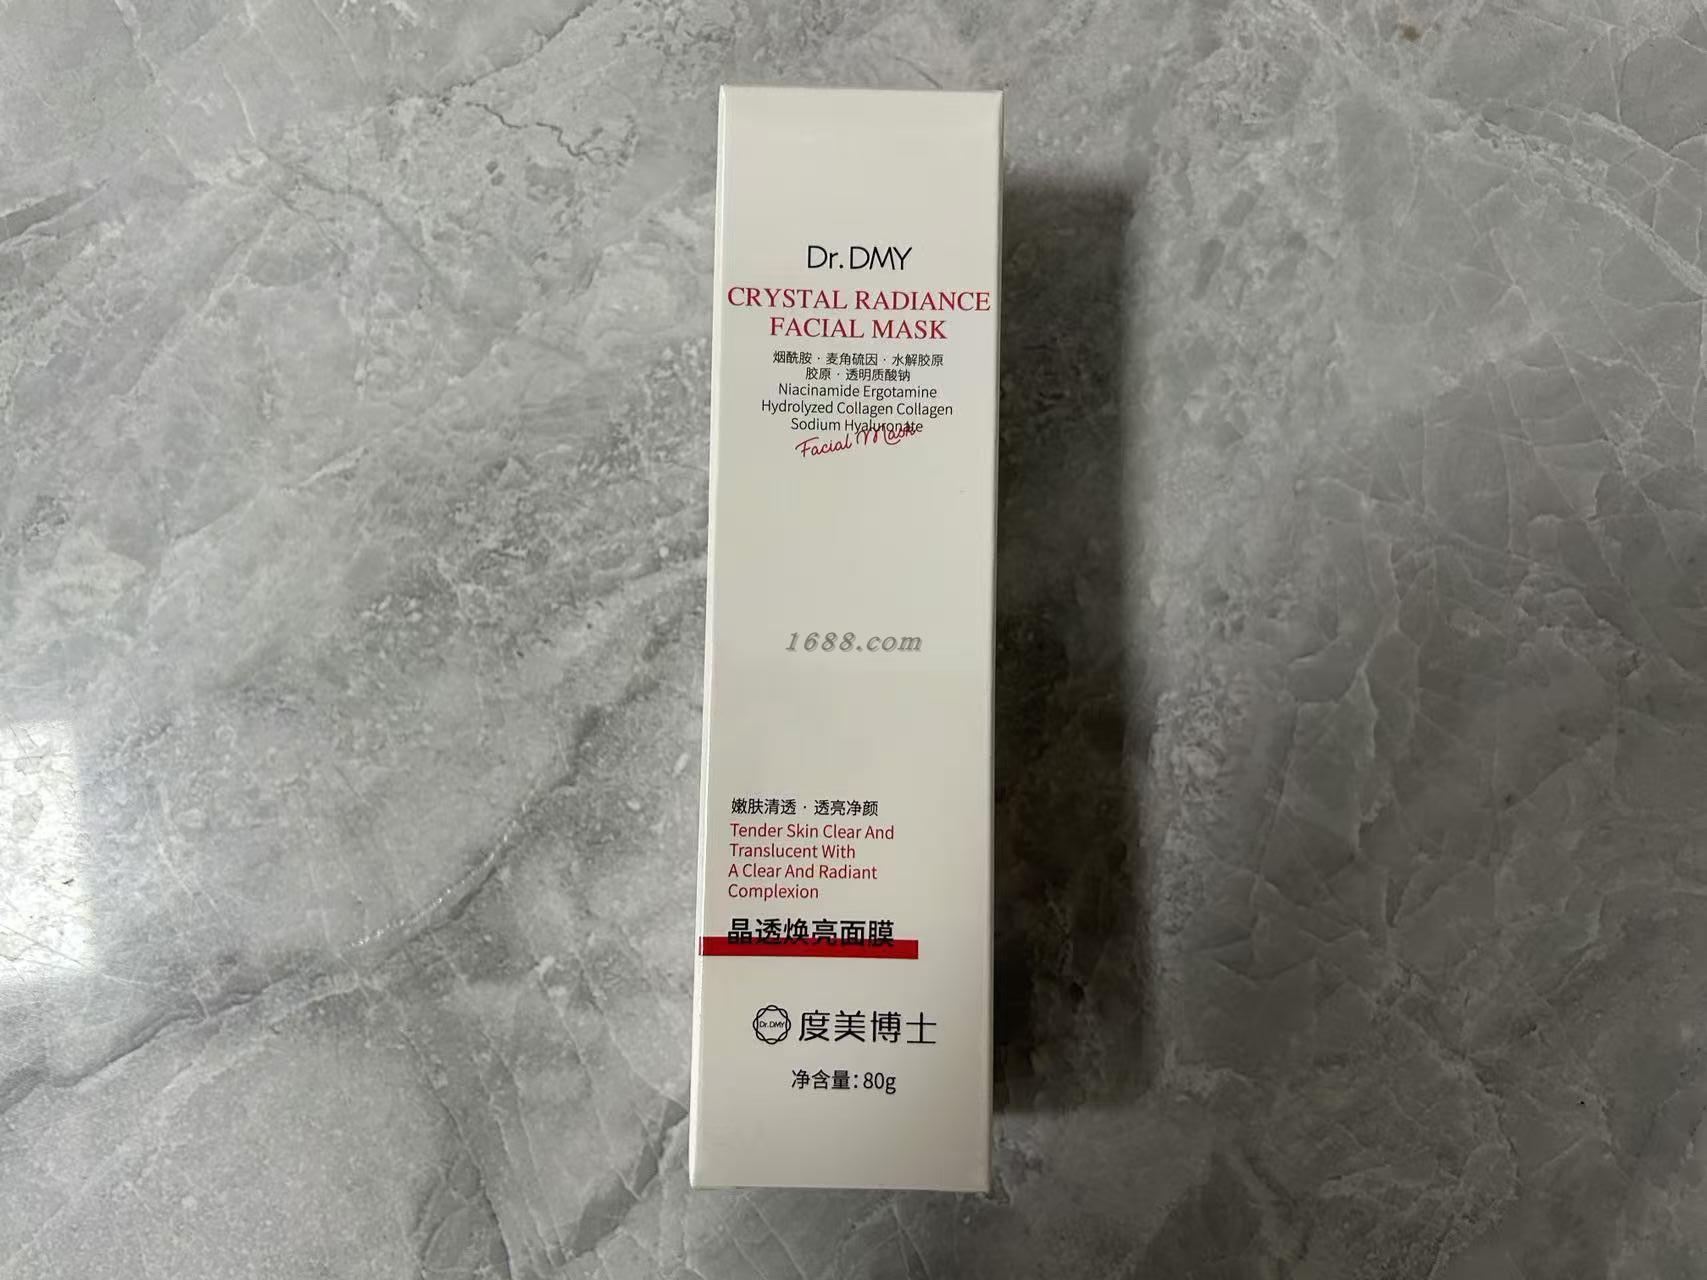 Dr.DMY
CRYSTAL RADIANCE
FACIAL MASK
烟酰胺·麦角硫因·水解胶原
胶原·透明质酸钠
Niacinamide Ergotamine
Hydrolyzed Collagen Collagen
Sodium Hyaluronate
Facial Mask
1688.com
嫩肤清透·透亮净颜
Tender Skin Clear And
Translucent With
A Clear And Radiant
Complexion
晶透焕亮面膜
Dr.DMY 度美博士
净含量：80g